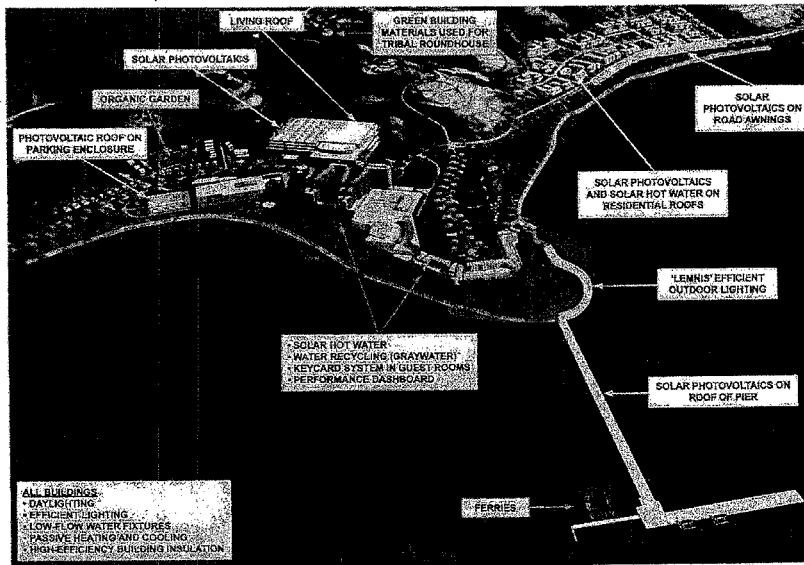 LIVING ROOF
GREEN BUILDING
MATERIALS USED FOR
TRIBAL ROUNDHOUSE
SOLAR PHOTOVOLTAICS
ORGANIC GARDEN
SOLAR
PHOTOVOLTAICS ON
ROAD AWNINGS
PHOTOVOLTAIC ROOF ON
PARKING ENCLOSURE
SOLAR PHOTOVOLTAICS
AND SOLAR HOT WATER ON
RESIDENTIAL ROOFS
'LEMNIS' EFFICIENT
OUTDOOR LIGHTING
· SOLAR HOT WATER
· WATER RECYCLING (GRAYWATER)
· KEYCARD SYSTEM IN GUEST ROOMS
· PERFORMANCE DASHBOARD
SOLAR PHOTOVOLTAICS ON
ROOF OF PIER
ALL BUILDINGS
· DAYLIGHTING
· EFFICIENT LIGHTING
· LOW-FLOW WATER FIXTURES
· PASSIVE HEATING AND COOLING
· HIGH-EFFICIENCY BUILDING INSULATION
FERRIES